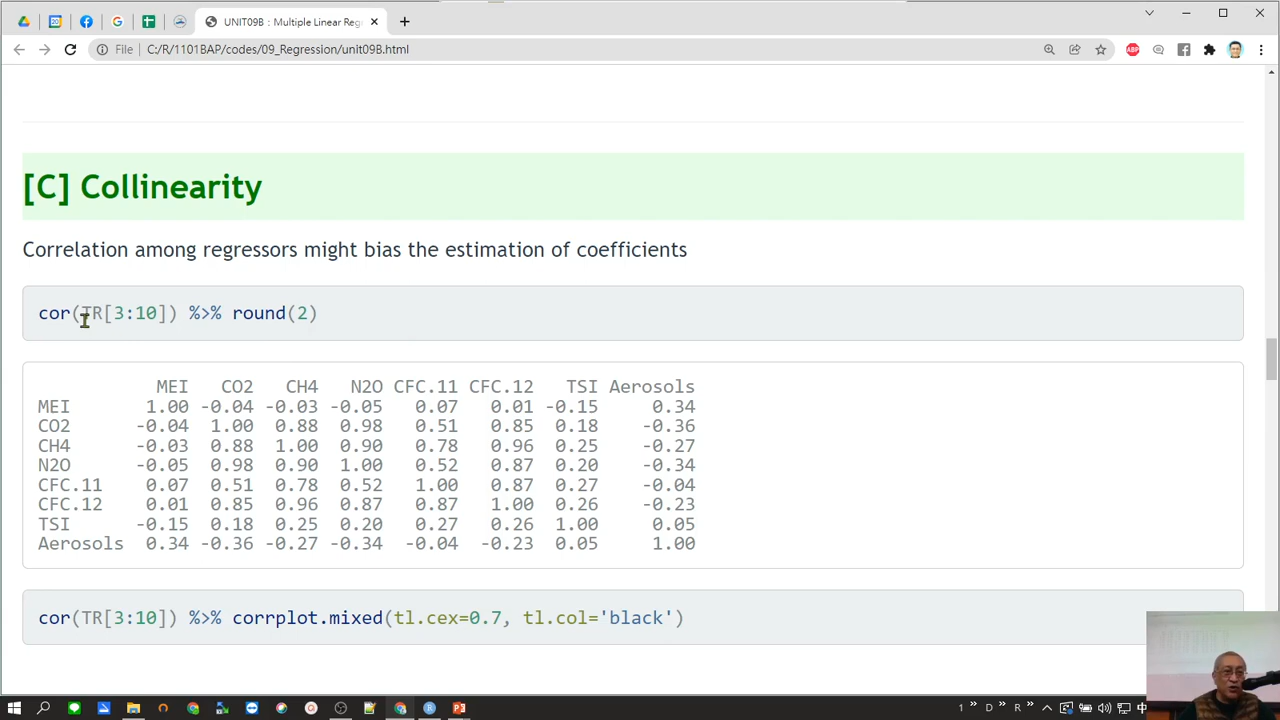 UNIT09B : Multiple Linear Regr
File C:/R/1101BAP/codes/09_Regression/unit09B.html
[C] Collinearity
Correlation among regressors might bias the estimation of coefficients
cor(TR[3:10]) %>% round(2)
MEI CO2 CH4 N2O CFC.11 CFC.12 TSI Aerosols
MEI 1.00 -0.04 -0.03 -0.05 0.07 0.01 -0.15 0.34
CO2 -0.04 1.00 0.88 0.98 0.51 0.85 0.18 -0.36
CH4 -0.03 0.88 1.00 0.90 0.78 0.96 0.25 -0.27
N2O -0.05 0.98 0.90 1.00 0.52 0.87 0.20 -0.34
CFC.11 0.07 0.51 0.78 0.52 1.00 0.87 0.27 -0.04
CFC.12 0.01 0.85 0.96 0.87 0.87 1.00 0.26 -0.23
TSI -0.15 0.18 0.25 0.20 0.27 0.26 1.00 0.05
Aerosols 0.34 -0.36 -0.27 -0.34 -0.04 -0.23 0.05 1.00
cor(TR[3:10]) %>% corrplot.mixed(tl.cex=0.7, tl.col='black')
1 D R 中